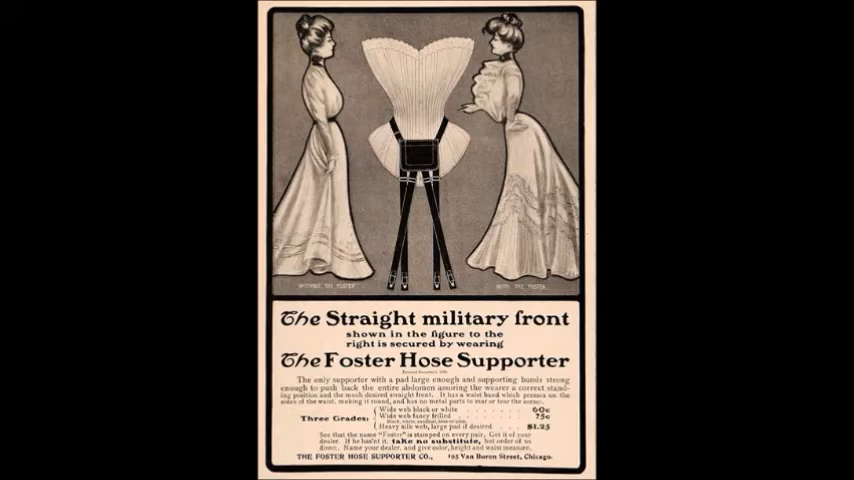 WITHOUT THE FOSTER
WITH THE FOSTER
The Straight military front
shown in the figure to the
right is secured by wearing
The Foster Hose Supporter
The only supporter with a pad large enough and supporting bands strong
enough to push back the entire abdomen assuring the wearer a correct stand-
ing position and the much desired straight front. It has a waist band which presses on the
sides of the waist, making it round, and has no metal parts to mar or tear the corset.
Three Grades:
Wide web black or white . . . . 60c
Wide web fancy frilled . . . . 75c
Heavy silk web, large pad if desired . . . . $1.25
See that the name "Foster" is stamped on every pair. Get it of your
dealer. If he hasn't it, take no substitute, but order of us
direct. Name your dealer, and give color, height and waist measure.
THE FOSTER HOSE SUPPORTER CO., 193 Van Buren Street, Chicago.